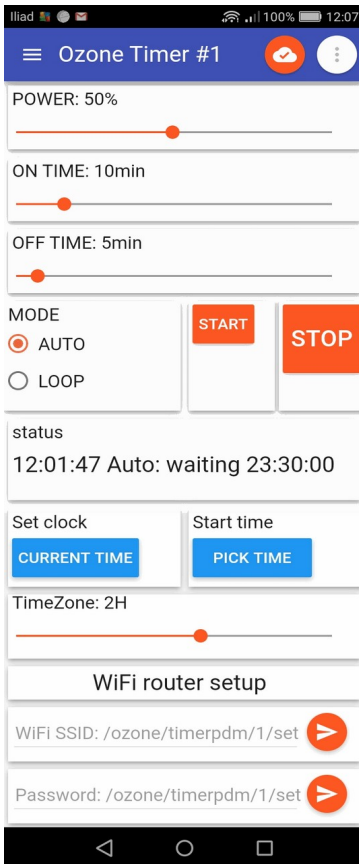 Iliad 100% 12:07
Ozone Timer #1
POWER: 50%
ON TIME: 10min
OFF TIME: 5min
MODE
AUTO
LOOP
START
STOP
status
12:01:47 Auto: waiting 23:30:00
Set clock
CURRENT TIME
Start time
PICK TIME
TimeZone: 2H
WiFi router setup
WiFi SSID: /ozone/timerpdm/1/set
Password: /ozone/timerpdm/1/set